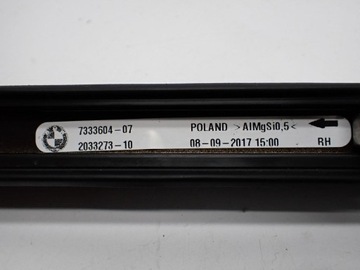 7333604-07 POLAND >AlMgSi0,5<
2033273-10 08-09-2017 15:00 RH